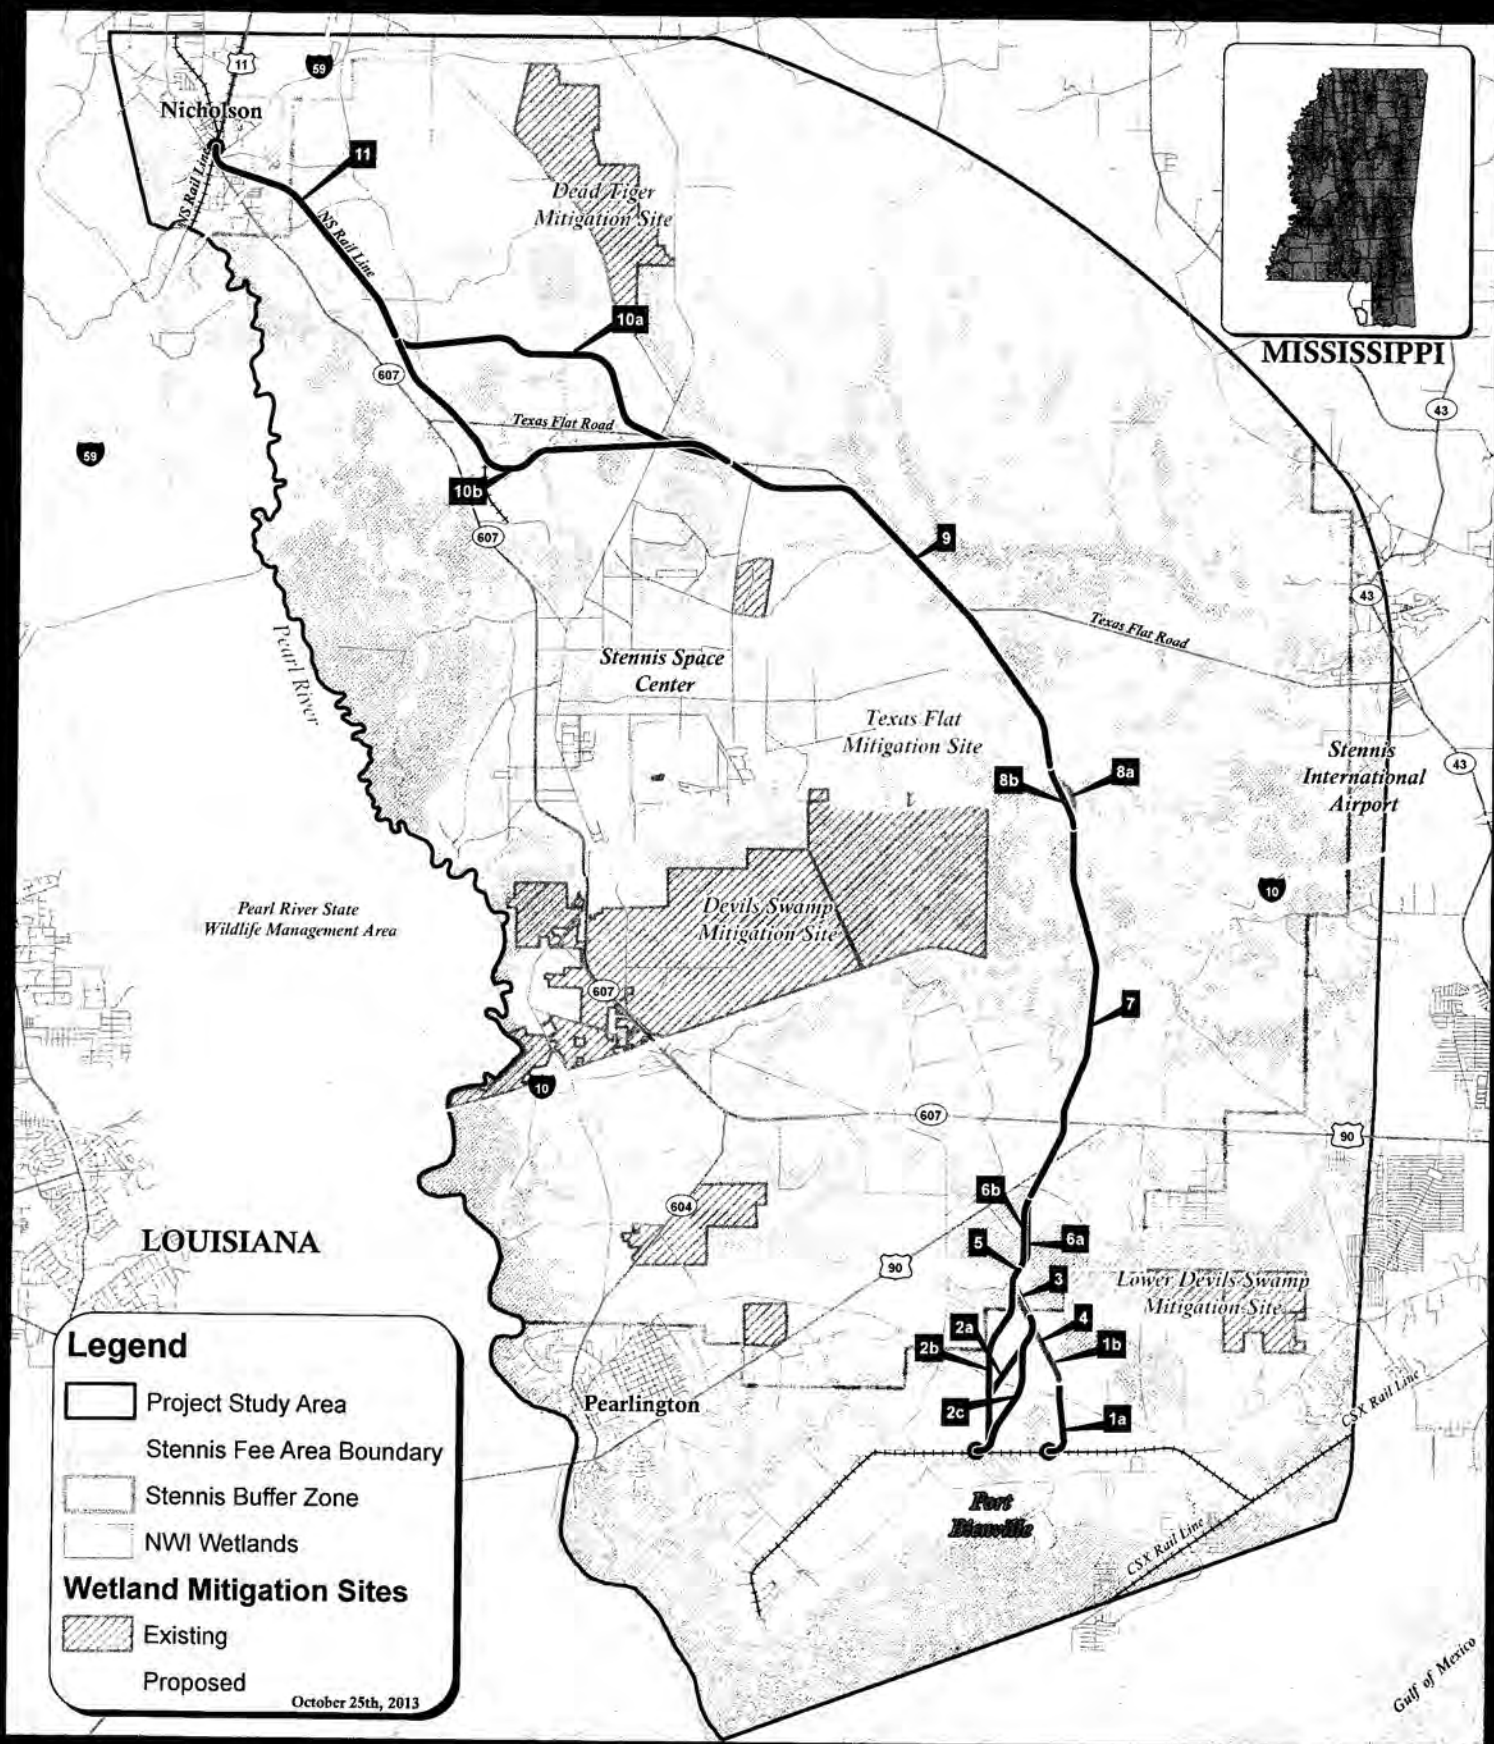 11
59
Nicholson
NS Rail Line
11
NS Rail Line
Dead Tiger
Mitigation Site
MISSISSIPPI
10a
607
43
Texas Flat Road
59
10b
607
9
43
Pearl River
Texas Flat Road
Stennis Space
Center
Texas Flat
Mitigation Site
Stennis
International
Airport
43
8b
8a
10
Pearl River State
Wildlife Management Area
Devils Swamp
Mitigation Site
607
7
10
607
90
6b
604
LOUISIANA
5
6a
90
3
Lower Devils Swamp
Mitigation Site
4
2a
2b
1b
Pearlington
2c
1a
CSX Rail Line
Port
Bienville
CSX Rail Line
Gulf of Mexico
Legend
Project Study Area
Stennis Fee Area Boundary
Stennis Buffer Zone
NWI Wetlands
Wetland Mitigation Sites
Existing
Proposed
October 25th, 2013